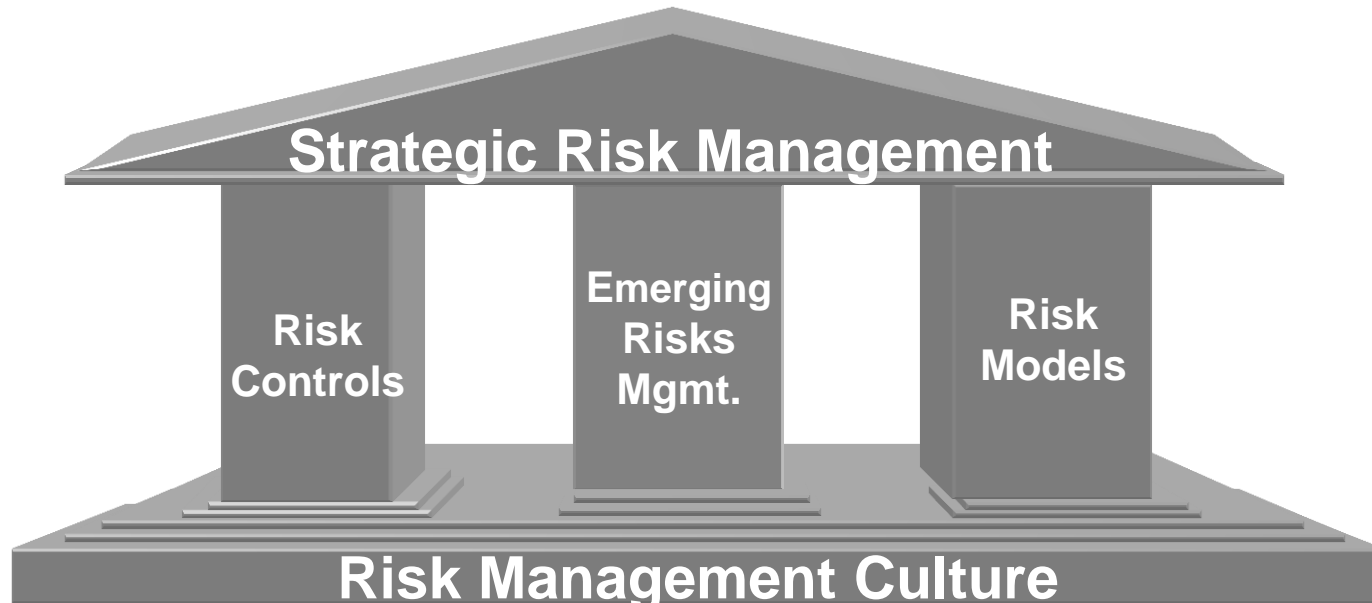 Strategic Risk Management
Risk
Controls
Emerging
Risks
Mgmt.
Risk
Models
Risk Management Culture